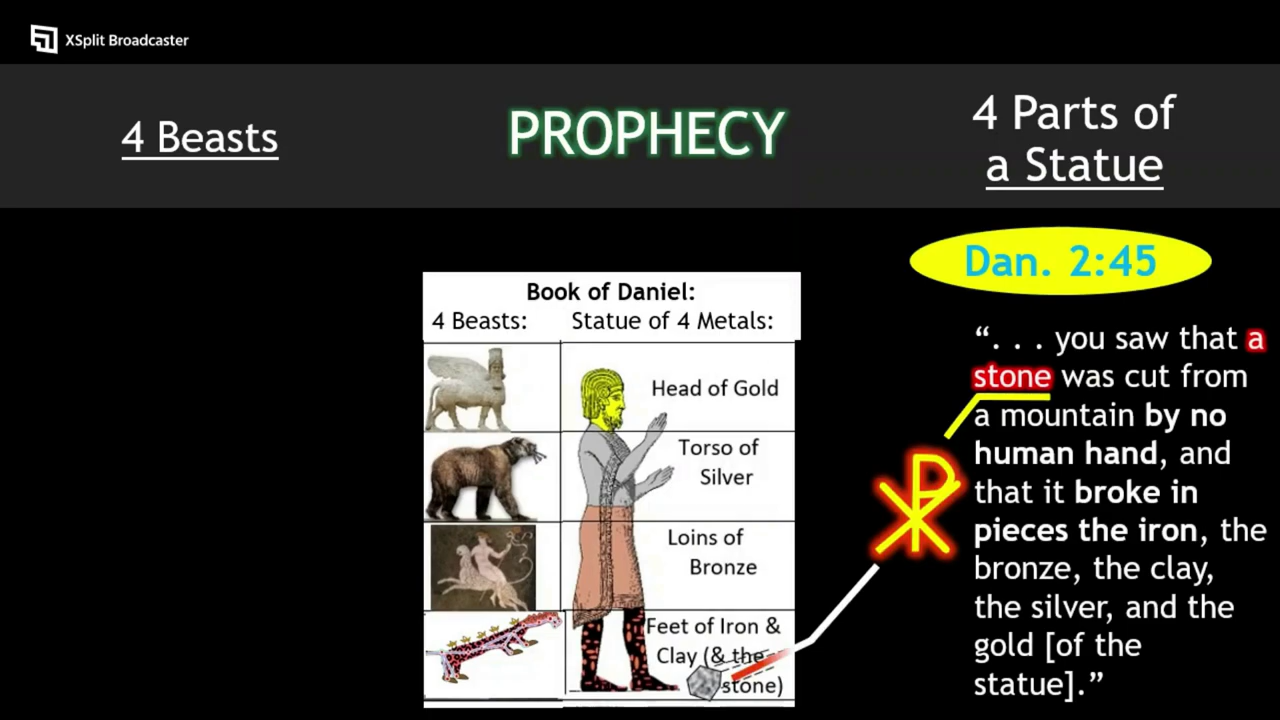 XSplit Broadcaster
4 Beasts
PROPHECY
4 Parts of
a Statue
Dan. 2:45
Book of Daniel:
4 Beasts: Statue of 4 Metals:
Head of Gold
Torso of
Silver
Loins of
Bronze
Feet of Iron &
Clay (& the
stone)
“. . . you saw that a
stone was cut from
a mountain by no
human hand, and
that it broke in
pieces the iron, the
bronze, the clay,
the silver, and the
gold [of the
statue].”